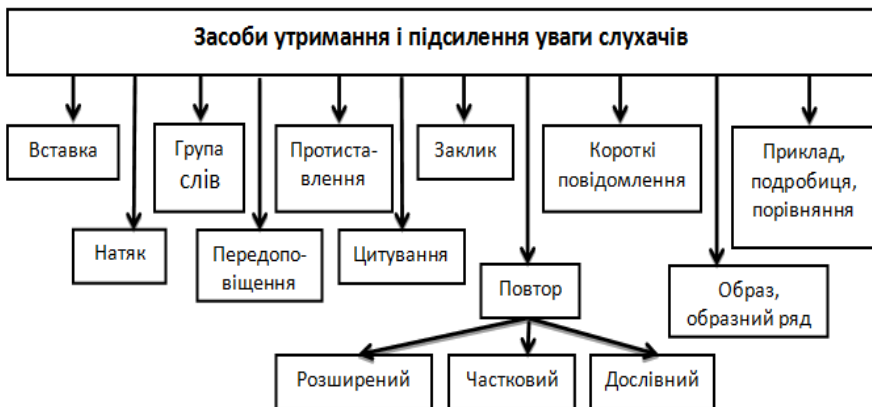 Засоби утримання і підсилення уваги слухачів
Вставка
Група
слів
Протиста-
влення
Заклик
Короткі
повідомлення
Приклад,
подробиця,
порівняння
Натяк
Передопо-
віщення
Цитування
Повтор
Образ,
образний ряд
Розширений
Частковий
Дослівний